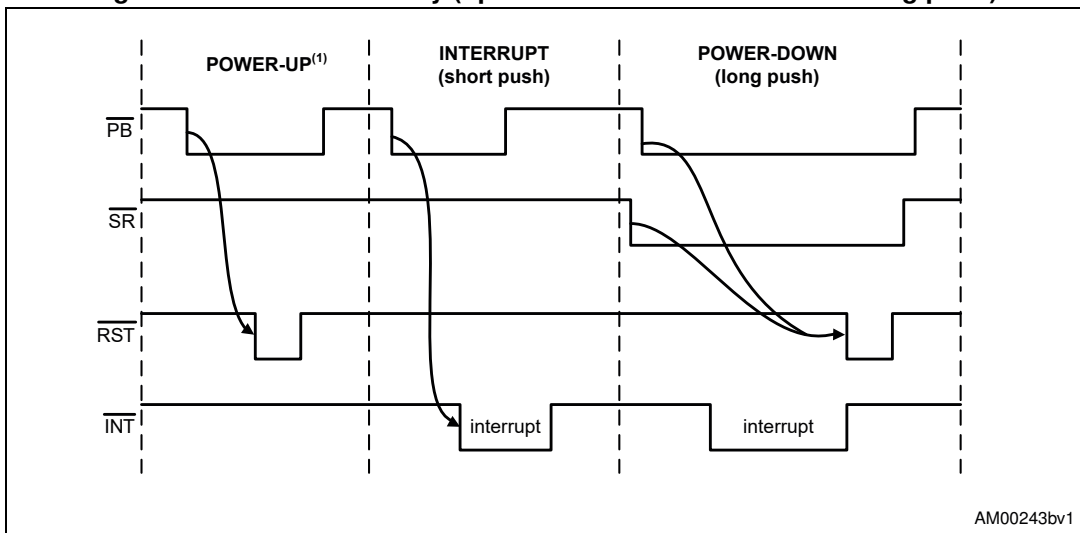 POWER-UP(1)
INTERRUPT
(short push)
POWER-DOWN
(long push)
PB
SR
RST
INT
interrupt
interrupt
AM00243bv1